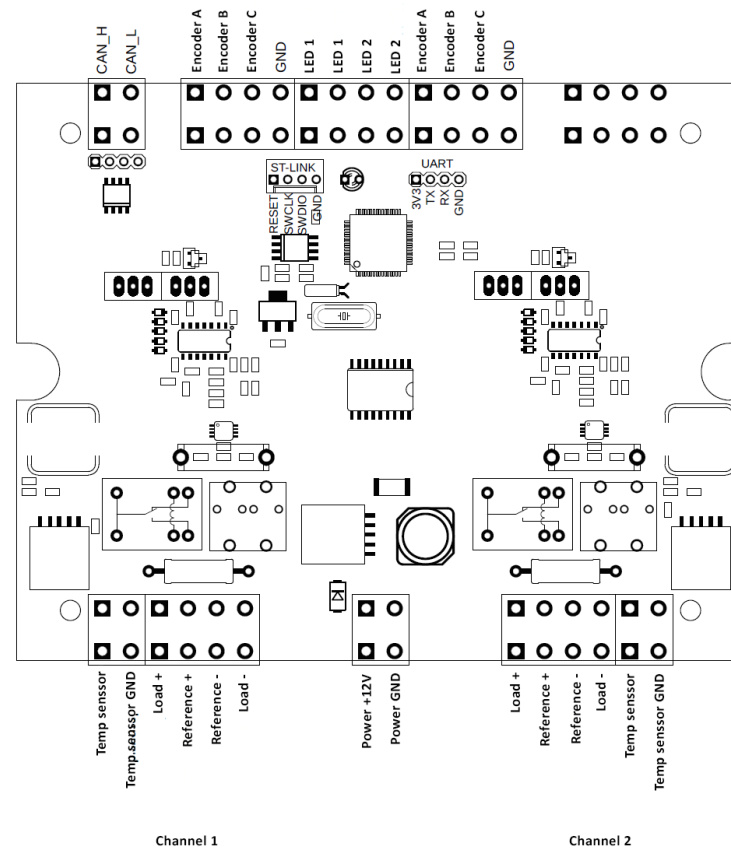 CAN_H
CAN_L
Encoder A
Encoder B
Encoder C
GND
LED 1
LED 1
LED 2
LED 2
Encoder A
Encoder B
Encoder C
GND
ST-LINK
RESET
SWCLK
SWDIO
GND
UART
3V3
TX
RX
GND
Temp senssor
Temp.senssor GND
Load +
Reference +
Reference -
Load -
Power +12V
Power GND
Load +
Reference +
Reference -
Load -
Temp senssor
Temp senssor GND
Channel 1
Channel 2